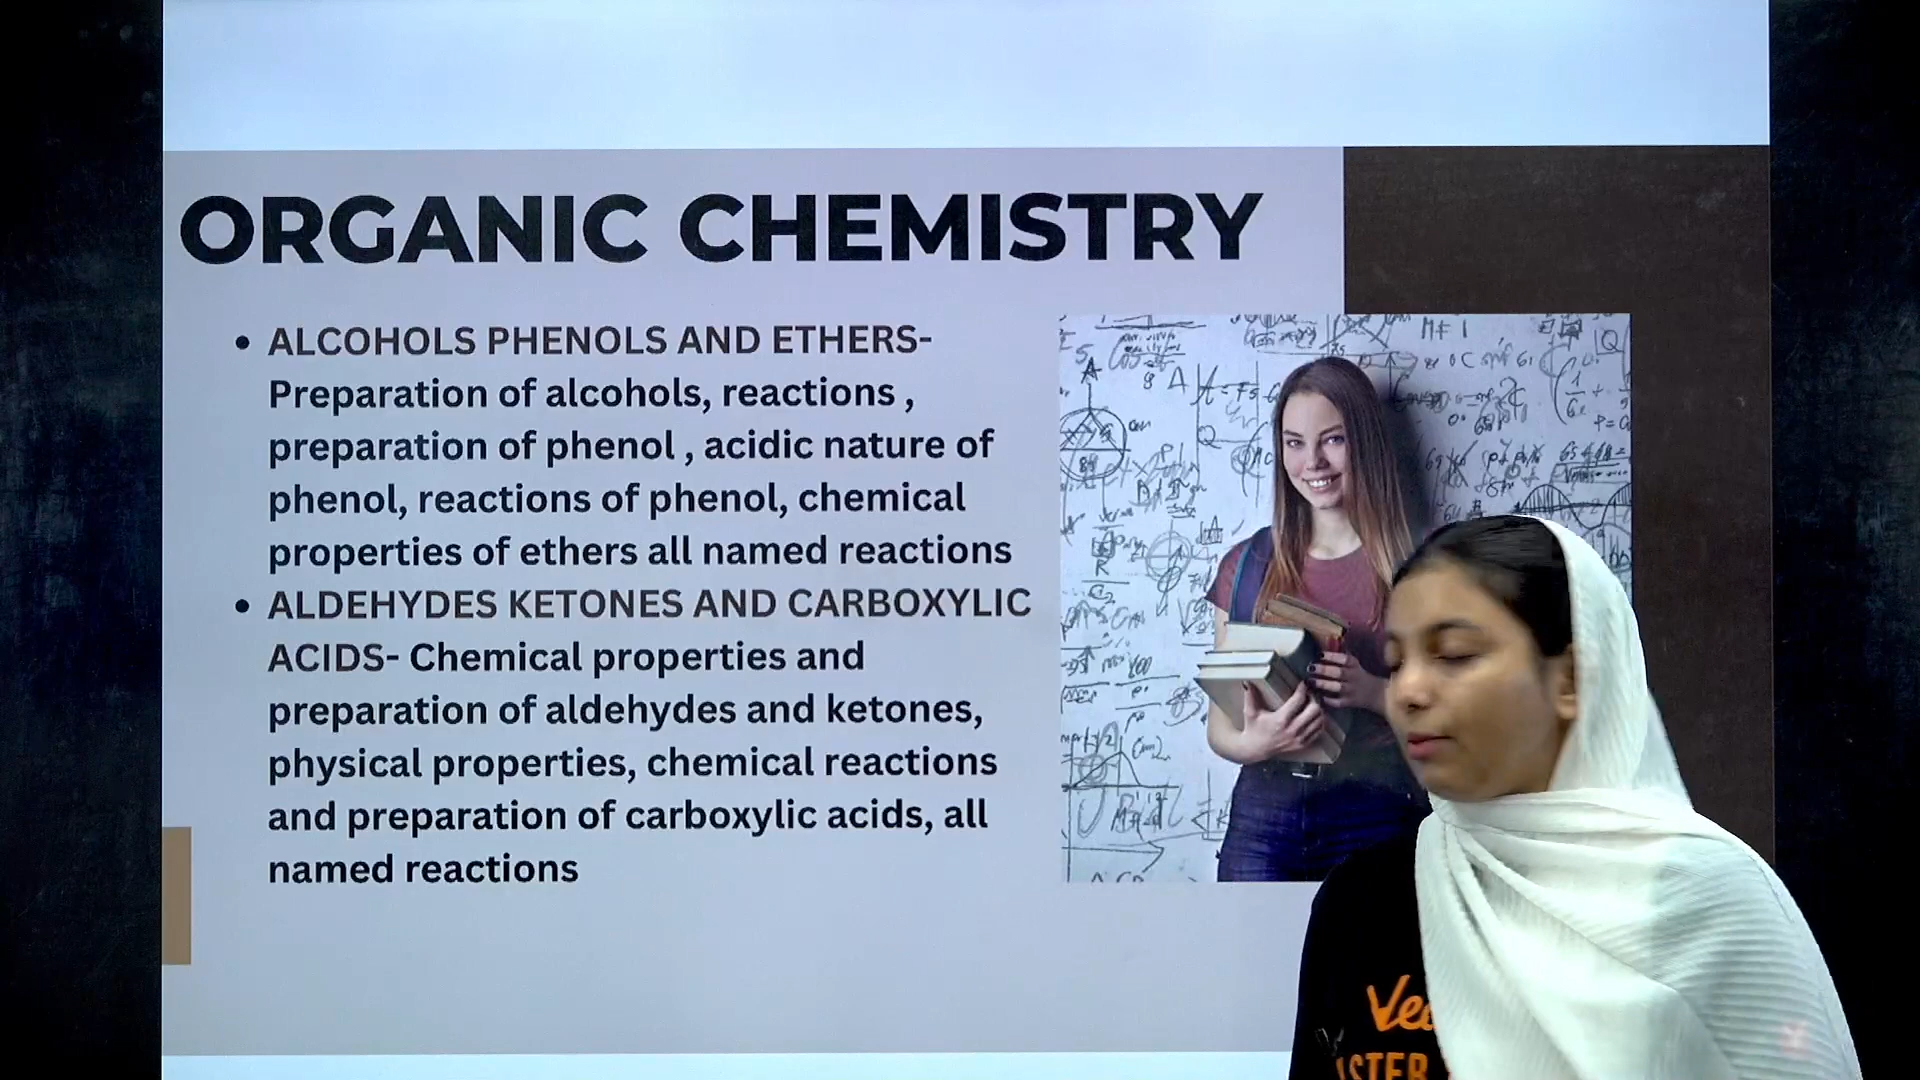 ORGANIC CHEMISTRY
• ALCOHOLS PHENOLS AND ETHERS-
Preparation of alcohols, reactions ,
preparation of phenol , acidic nature of
phenol, reactions of phenol, chemical
properties of ethers all named reactions
• ALDEHYDES KETONES AND CARBOXYLIC
ACIDS- Chemical properties and
preparation of aldehydes and ketones,
physical properties, chemical reactions
and preparation of carboxylic acids, all
named reactions